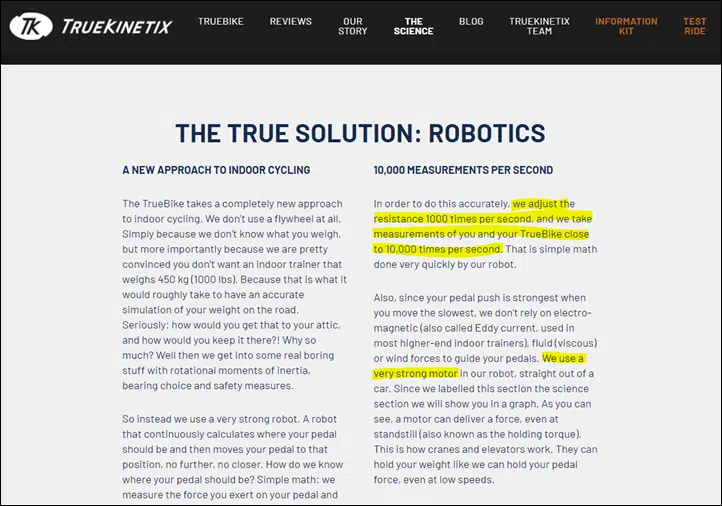 TK TRUEKINETIX
TRUEBIKE
REVIEWS
OUR
STORY
THE
SCIENCE
BLOG
TRUEKINETIX
TEAM
INFORMATION
KIT
TEST
RIDE
THE TRUE SOLUTION: ROBOTICS
A NEW APPROACH TO INDOOR CYCLING
The TrueBike takes a completely new approach
to indoor cycling. We don't use a flywheel at all.
Simply because we don't know what you weigh,
but more importantly because we are pretty
convinced you don't want an indoor trainer that
weighs 450 kg (1000 lbs). Because that is what it
would roughly take to have an accurate
simulation of your weight on the road.
Seriously: how would you get that to your attic,
and how would you keep it there?! Why so
much? Well then we get into some real boring
stuff with rotational moments of inertia,
bearing choice and safety measures.
So instead we use a very strong robot. A robot
that continuously calculates where your pedal
should be and then moves your pedal to that
position, no further, no closer. How do we know
where your pedal should be? Simple math: we
measure the force you exert on your pedal and
10,000 MEASUREMENTS PER SECOND
In order to do this accurately, we adjust the
resistance 1000 times per second, and we take
measurements of you and your TrueBike close
to 10,000 times per second. That is simple math
done very quickly by our robot.
Also, since your pedal push is strongest when
you move the slowest, we don't rely on electro-
magnetic (also called Eddy current, used in
most higher-end indoor trainers), fluid (viscous)
or wind forces to guide your pedals. We use a
very strong motor in our robot, straight out of a
car. Since we labelled this section the science
section we will show you in a graph. As you can
see, a motor can deliver a force, even at
standstill (also known as the holding torque).
This is how cranes and elevators work. They can
hold your weight like we can hold your pedal
force, even at low speeds.